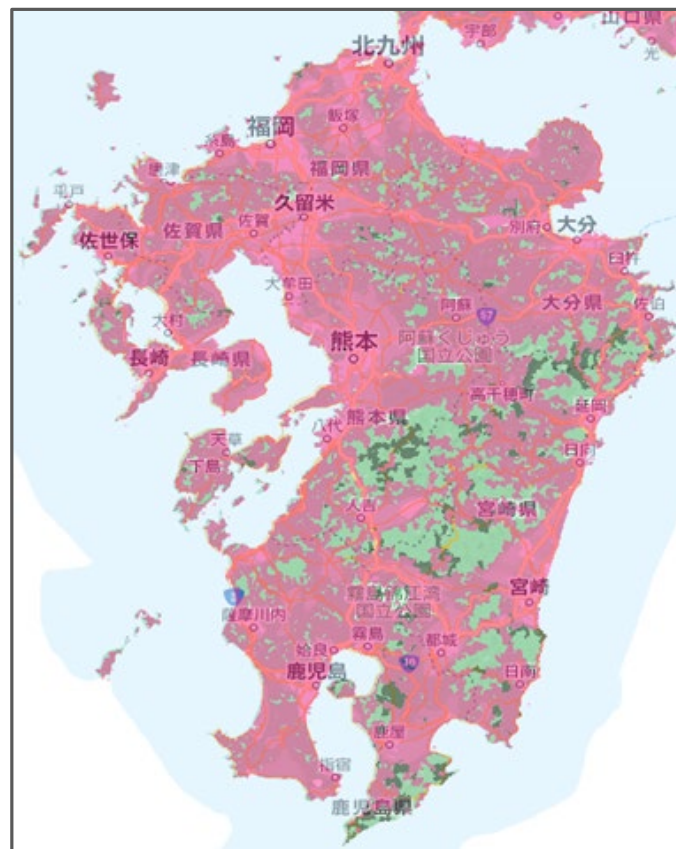 山口県
宇部
光
北九州
福岡
飯塚
糸島
唐津
平戸
福岡県
久留米
佐賀県
佐賀
佐世保
別府
大分
臼杵
大牟田
大村
阿蘇
57
大分県
佐伯
長崎
長崎県
熊本
阿蘇くじゅう
国立公園
高千穂町
延岡
熊本県
八代
天草
下島
日向
人吉
宮崎県
霧島錦江湾
国立公園
宮崎
3
薩摩川内
姶良
霧島
都城
10
鹿児島
日南
鹿屋
指宿
鹿児島県